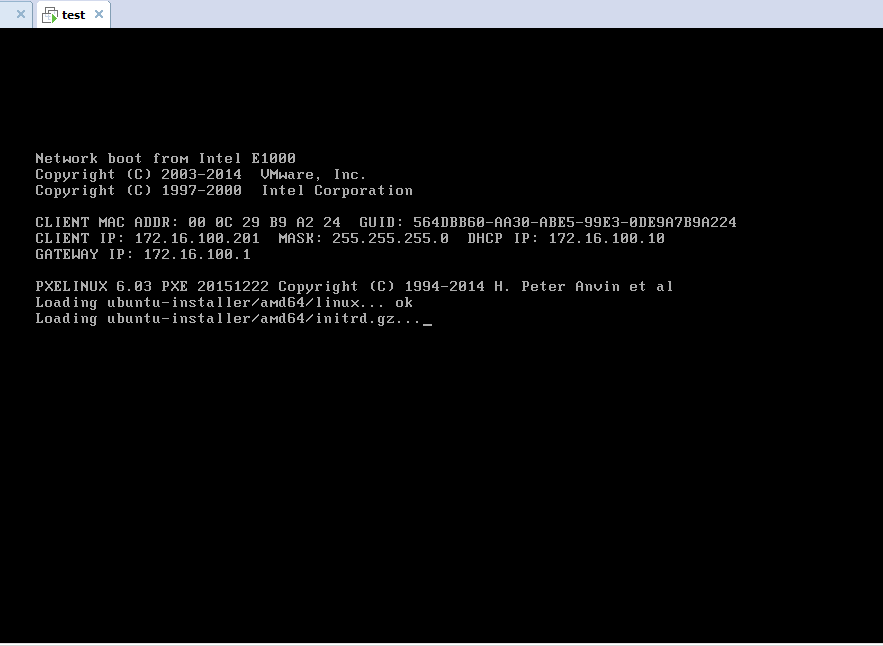 test
Network boot from Intel E1000
Copyright (C) 2003-2014  VMware, Inc.
Copyright (C) 1997-2000  Intel Corporation
CLIENT MAC ADDR: 00 0C 29 B9 A2 24  GUID: 564DBB60-AA30-ABE5-99E3-0DE9A7B9A224
CLIENT IP: 172.16.100.201  MASK: 255.255.255.0  DHCP IP: 172.16.100.10
GATEWAY IP: 172.16.100.1
PXELINUX 6.03 PXE 20151222 Copyright (C) 1994-2014 H. Peter Anvin et al
Loading ubuntu-installer/amd64/linux... ok
Loading ubuntu-installer/amd64/initrd.gz..._